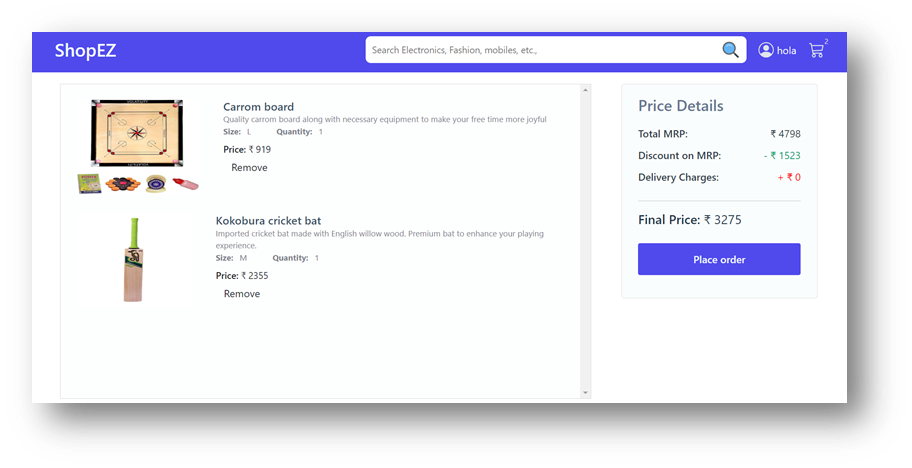 ShopEZ
Search Electronics, Fashion, mobiles, etc.,
hola
2
Carrom board
Quality carrom board along with necessary equipment to make your free time more joyful
Size: L Quantity: 1
Price: ₹ 919
Remove
Kokobura cricket bat
Imported cricket bat made with English willow wood. Premium bat to enhance your playing
experience.
Size: M Quantity: 1
Price: ₹ 2355
Remove
Price Details
Total MRP: ₹ 4798
Discount on MRP: - ₹ 1523
Delivery Charges: + ₹ 0
Final Price: ₹ 3275
Place order